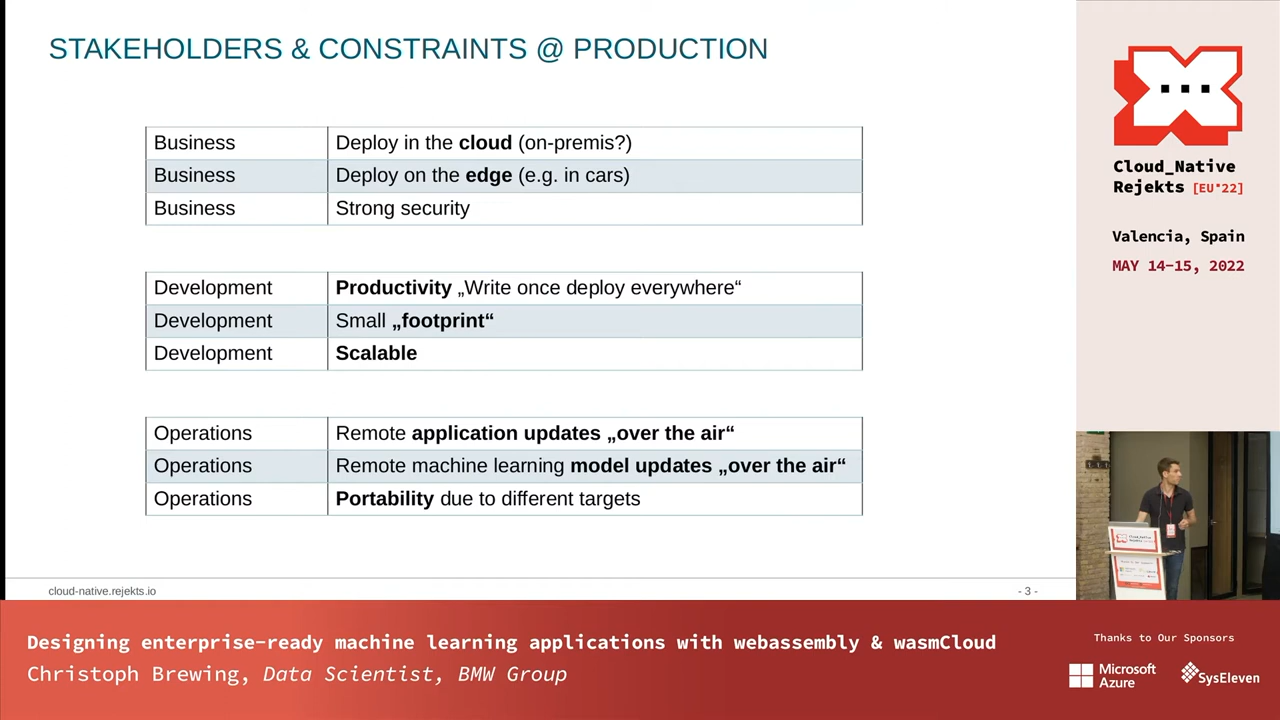 STAKEHOLDERS & CONSTRAINTS @ PRODUCTION
Business Deploy in the cloud (on-premis?)
Business Deploy on the edge (e.g. in cars)
Business Strong security
Development Productivity „Write once deploy everywhere“
Development Small „footprint“
Development Scalable
Operations Remote application updates „over the air“
Operations Remote machine learning model updates „over the air“
Operations Portability due to different targets
cloud-native.rejekts.io
- 3 -
Cloud_Native
Rejekts [EU*22]
Valencia, Spain
MAY 14-15, 2022
Designing enterprise-ready machine learning applications with webassembly & wasmCloud
Christoph Brewing, Data Scientist, BMW Group
Thanks to Our Sponsors
Microsoft
Azure
SysEleven